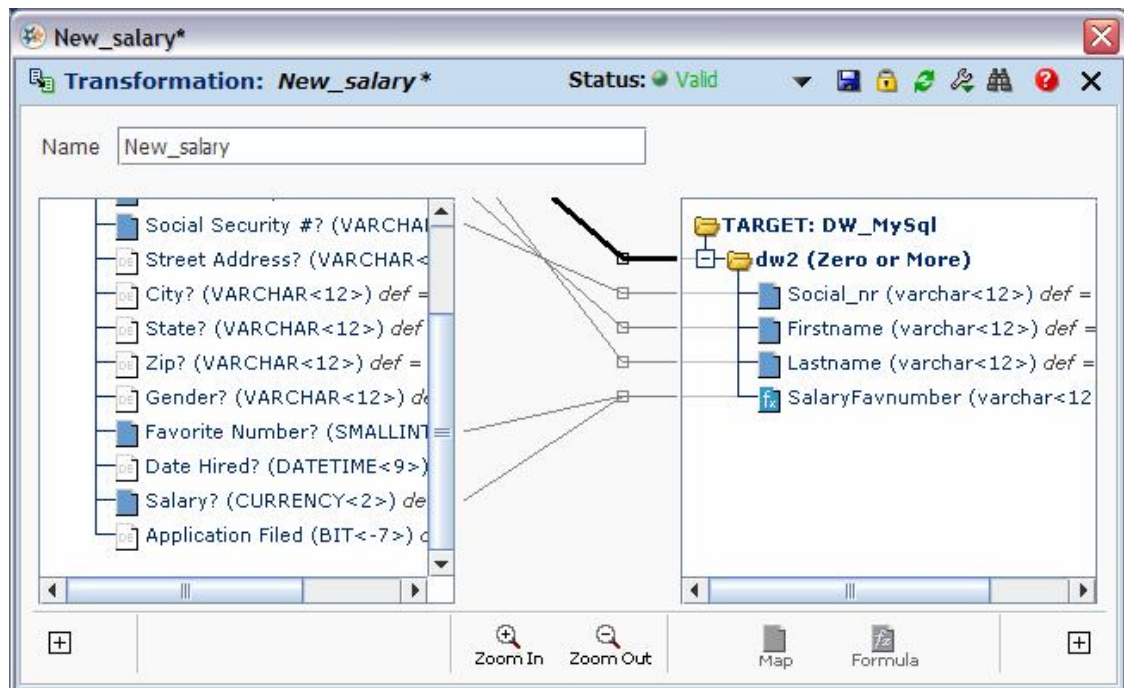 New_salary*
Transformation: New_salary* Status: Valid
Name New_salary
Social Security #? (VARCHA
Street Address? (VARCHAR<
City? (VARCHAR<12>) def =
State? (VARCHAR<12>) def
Zip? (VARCHAR<12>) def =
Gender? (VARCHAR<12>) de
Favorite Number? (SMALLINT
Date Hired? (DATETIME<9>)
Salary? (CURRENCY<2>) de
Application Filed (BIT<-7>) d
TARGET: DW_MySql
dw2 (Zero or More)
Social_nr (varchar<12>) def =
Firstname (varchar<12>) def =
Lastname (varchar<12>) def =
fx SalaryFavnumber (varchar<12
Zoom In Zoom Out Map Formula